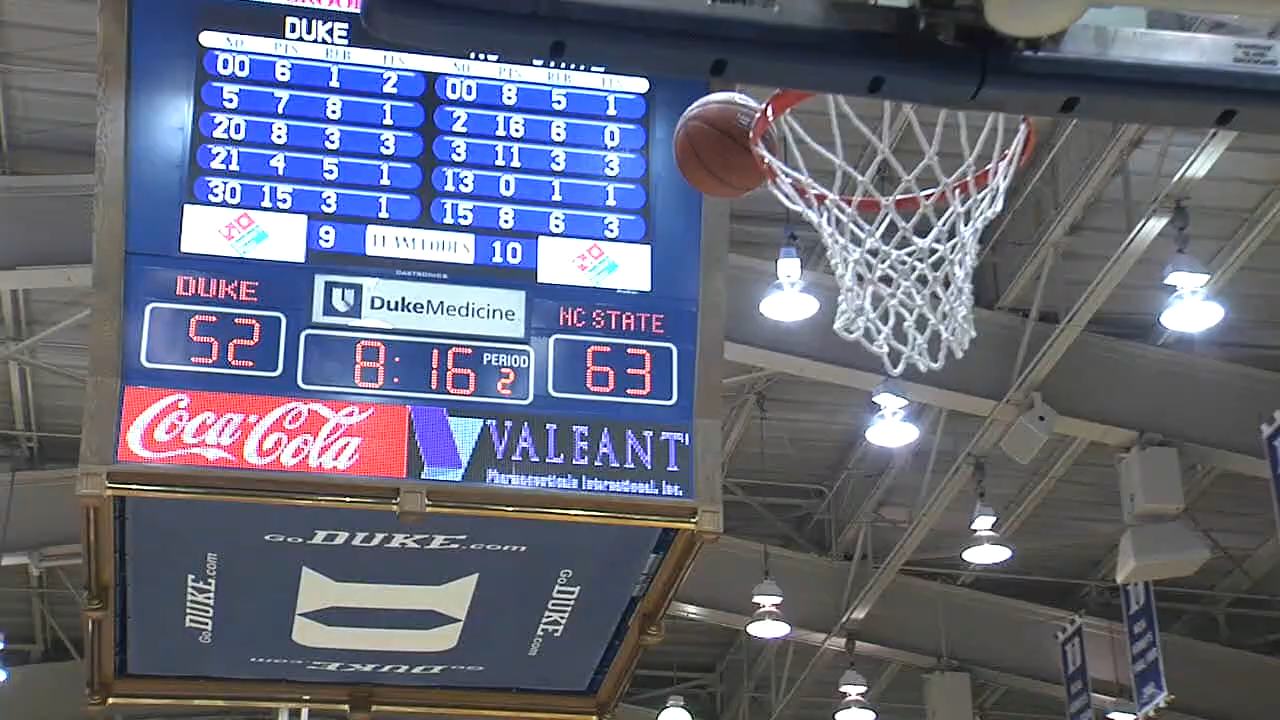 DUKE
NO PTS REB FLS NO PTS REB FLS
00 6 1 2 00 8 5 1
5 7 8 1 2 16 6 0
20 8 3 3 3 11 3 3
21 4 5 1 13 0 1 1
30 15 3 1 15 8 6 3
9 TEAM FOULS 10
DAKTRONICS
DUKE DukeMedicine NC STATE
52 8:16 PERIOD 2 63
Coca-Cola VALEANT
Pharmaceuticals International, Inc.
GoDUKE.com
GoDUKE.com
D
GoDUKE.com
GoDUKE.com